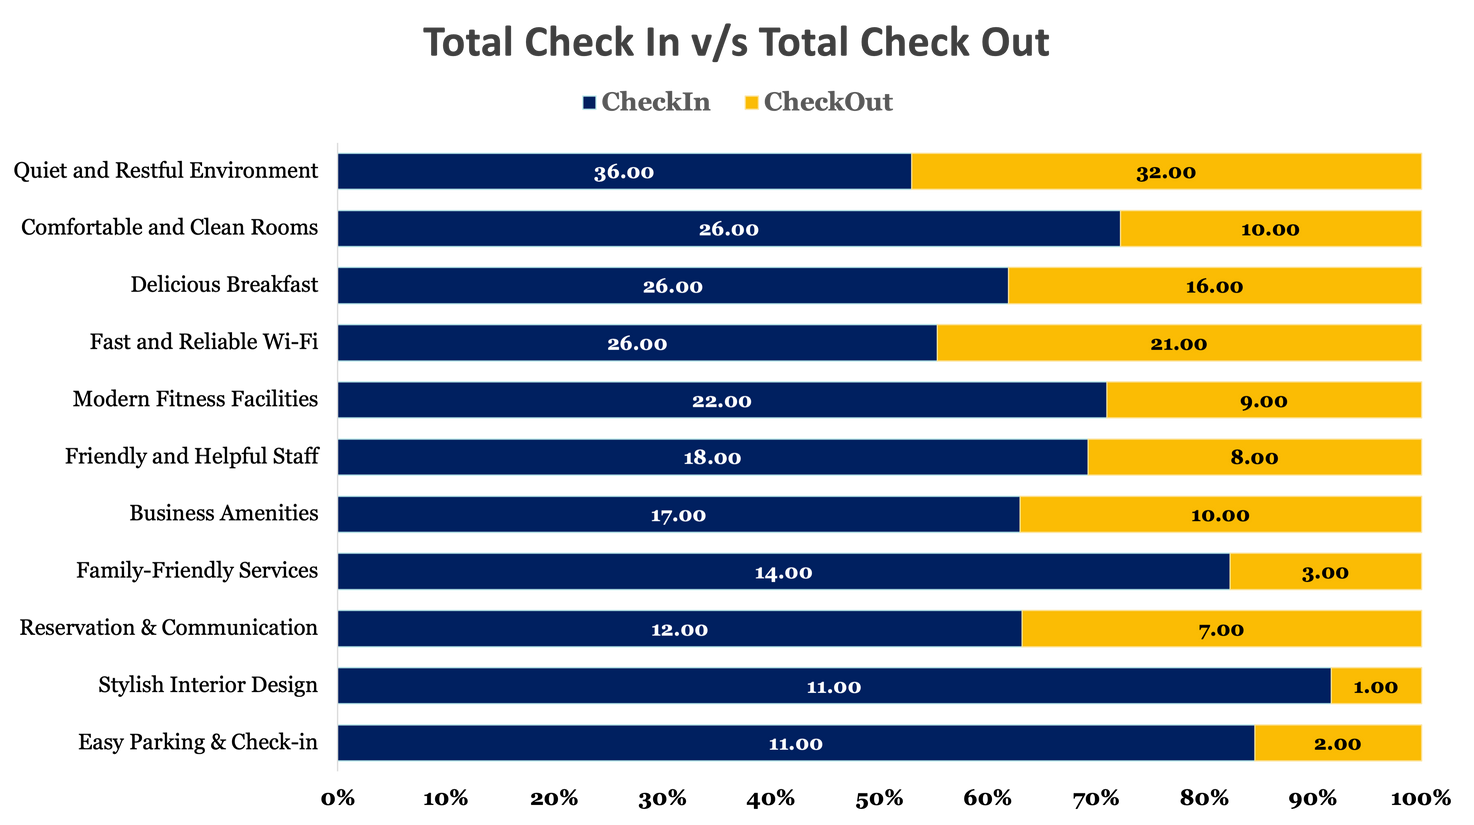 Total Check In v/s Total Check Out
CheckIn CheckOut
Quiet and Restful Environment 36.00 32.00
Comfortable and Clean Rooms 26.00 10.00
Delicious Breakfast 26.00 16.00
Fast and Reliable Wi-Fi 26.00 21.00
Modern Fitness Facilities 22.00 9.00
Friendly and Helpful Staff 18.00 8.00
Business Amenities 17.00 10.00
Family-Friendly Services 14.00 3.00
Reservation & Communication 12.00 7.00
Stylish Interior Design 11.00 1.00
Easy Parking & Check-in 11.00 2.00
0% 10% 20% 30% 40% 50% 60% 70% 80% 90% 100%